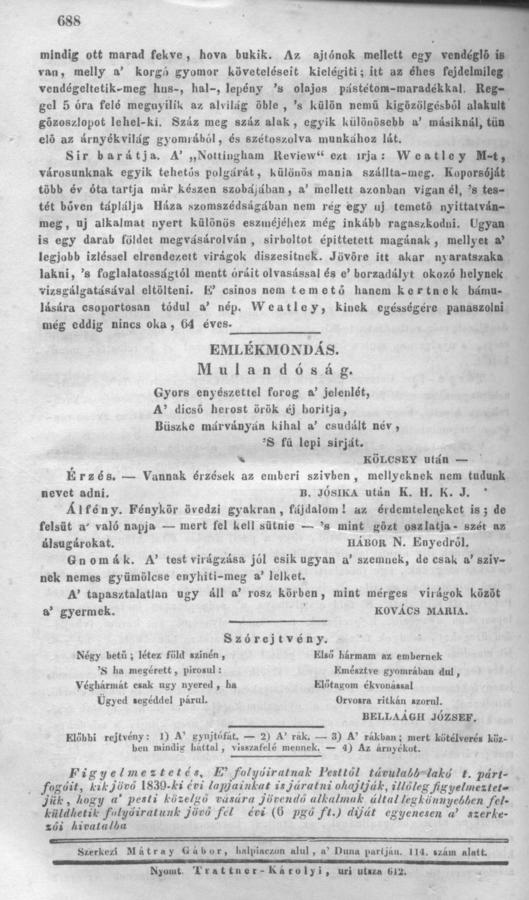 688
mindig ott marad fekve, hova bukik. Az ajtónok mellett egy vendéglő is
van, melly a' korgó gyomor követeléseit kielégiti; itt az éhes fejdelmileg
vendégeltetik-meg hus-, hal-, lepény 's olajos pástétom-maradékkal. Reg-
gel 5 óra felé megnyílik az alvilág öble, 's külön nemű kigőzölgésből alakult
gőzoszlopot lehel-ki. Száz meg száz alak, egyik különösebb a' másiknál, tün
elő az árnyékvilág gyomrából, és szétoszolva munkához lát.
Sir barátja. A' „Nottingham Review“ ezt irja: Weatley M-t,
városunknak egyik tehetős polgárát, különös mania szállta-meg. Koporsóját
több év óta tartja már készen szobájában, a' mellett azonban vigan él, 's tes-
tét bőven táplálja Háza szomszédságában nem rég egy uj temető nyittatván-
meg, uj alkalmat nyert különös eszméjéhez még inkább ragaszkodni. Ugyan
is egy darab földet megvásárolván, sirboltot építtetett magának, mellyet a'
legjobb izléssel elrendezett virágok diszesitnek. Jövőre itt akar nyaratszaka
lakni, 's foglalatosságtól mentt óráit olvasással és e' borzadályt okozó helynek
vizsgálgatásával eltölteni. E' csinos nem temető hanem kertnek bámu-
lására csoportosan tódul a' nép. Weatley, kinek egésségére panaszolni
még eddig nincs oka, 64 éves.
EMLÉKMONDÁS.
Mulandóság.
Gyors enyészettel forog a' jelenlét,
A' dicső herost örök éj boritja,
Büszke márványán kihal a' csudált név,
'S fű lepi sirját.
KÖLCSEY után —
Érzés. — Vannak érzések az emberi szivben, mellyeknek nem tudunk
nevet adni. B. JÓSIKA után K. H. K. J.
Álfény. Fénykör övedzi gyakran, fájdalom! az érdemteleneket is; de
felsüt a' való napja — mert fel kell sütnie — 's mint gőzt oszlatja-szét az
álsugárokat. HÁBOR N. Enyedről.
Gnomák. A' test virágzása jól esik ugyan a' szemnek, de csak a' sziv-
nek nemes gyümölcse enyhiti-meg a' lelket.
A' tapasztalatlan ugy áll a' rosz körben, mint mérges virágok közöt
a' gyermek. KOVÁCS MARIA.
Szórejtvény.
Négy betű; létez föld szinén,
'S ha megérett, pirosul:
Véghármát csak ugy nyered, ha
Ügyed segéddel párul.
Első hármam az embernek
Emésztve gyomrában dul,
Előtagom ékvonással
Orvosra ritkán szorul.
BELLAÁGH JÓZSEF.
Előbbi rejtvény: 1) A' gyujtófát. — 2) A' rák. — 3) A' rákban; mert kötélverés köz-
ben mindig háttal, visszafelé mennek. — 4) Az árnyékot.
Figyelmeztetés. E' folyóiratnak Pesttől távulabb lakó t. párt-
fogóit, kik jövő 1839-ki évi lapjainkat is járatni ohajtják, illőleg figyelmeztet-
jük, hogy a' pesti közelgő vására jövendő alkalmak által legkönnyebben fel-
küldhetik folyóiratunk jövő fél évi (6 pgő ft.) díját egyenesen a' szerke-
zői hivatalba
Szerkezi Mátray Gábor, halpiaczon alul, a' Duna partján. 114. szám alatt.
Nyomt. Trattner-Károlyi, uri utsza 612.